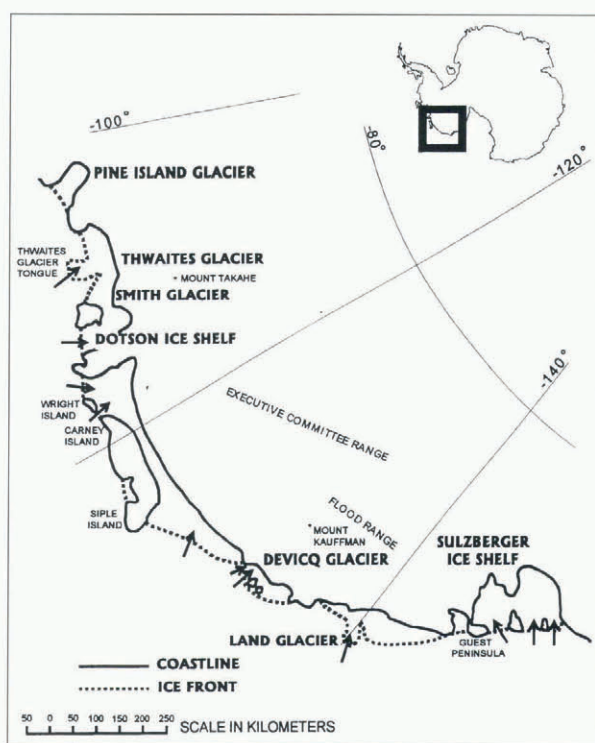 -100°
-80°
-120°
PINE ISLAND GLACIER
THWAITES
GLACIER
TONGUE
THWAITES GLACIER
MOUNT TAKAHE
SMITH GLACIER
DOTSON ICE SHELF
-140°
WRIGHT
ISLAND
CARNEY
ISLAND
EXECUTIVE COMMITTEE RANGE
SIPLE
ISLAND
FLOOD RANGE
MOUNT
KAUFFMAN
DEVICQ GLACIER
SULZBERGER
ICE SHELF
LAND GLACIER
GUEST
PENINSULA
COASTLINE
ICE FRONT
50 0 50 100 150 200 250
SCALE IN KILOMETERS